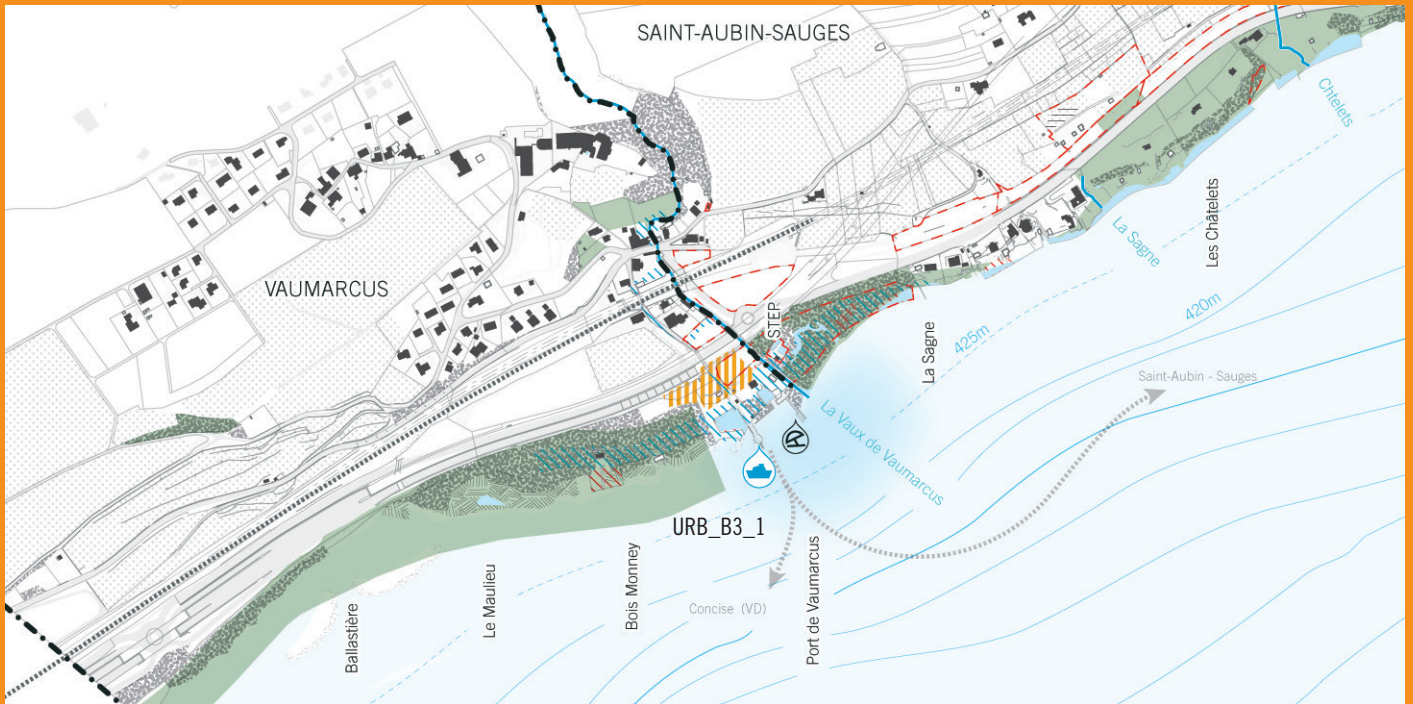 SAINT-AUBIN-SAUGES
Chtelets
Les Châtelets
La Sagne
VAUMARCUS
STEP
420m
425m
La Sagne
Saint-Aubin - Sauges
La Vaux de Vaumarcus
URB_B3_1
Port de Vaumarcus
Bois Monney
Le Maulieu
Ballastière
Concise (VD)